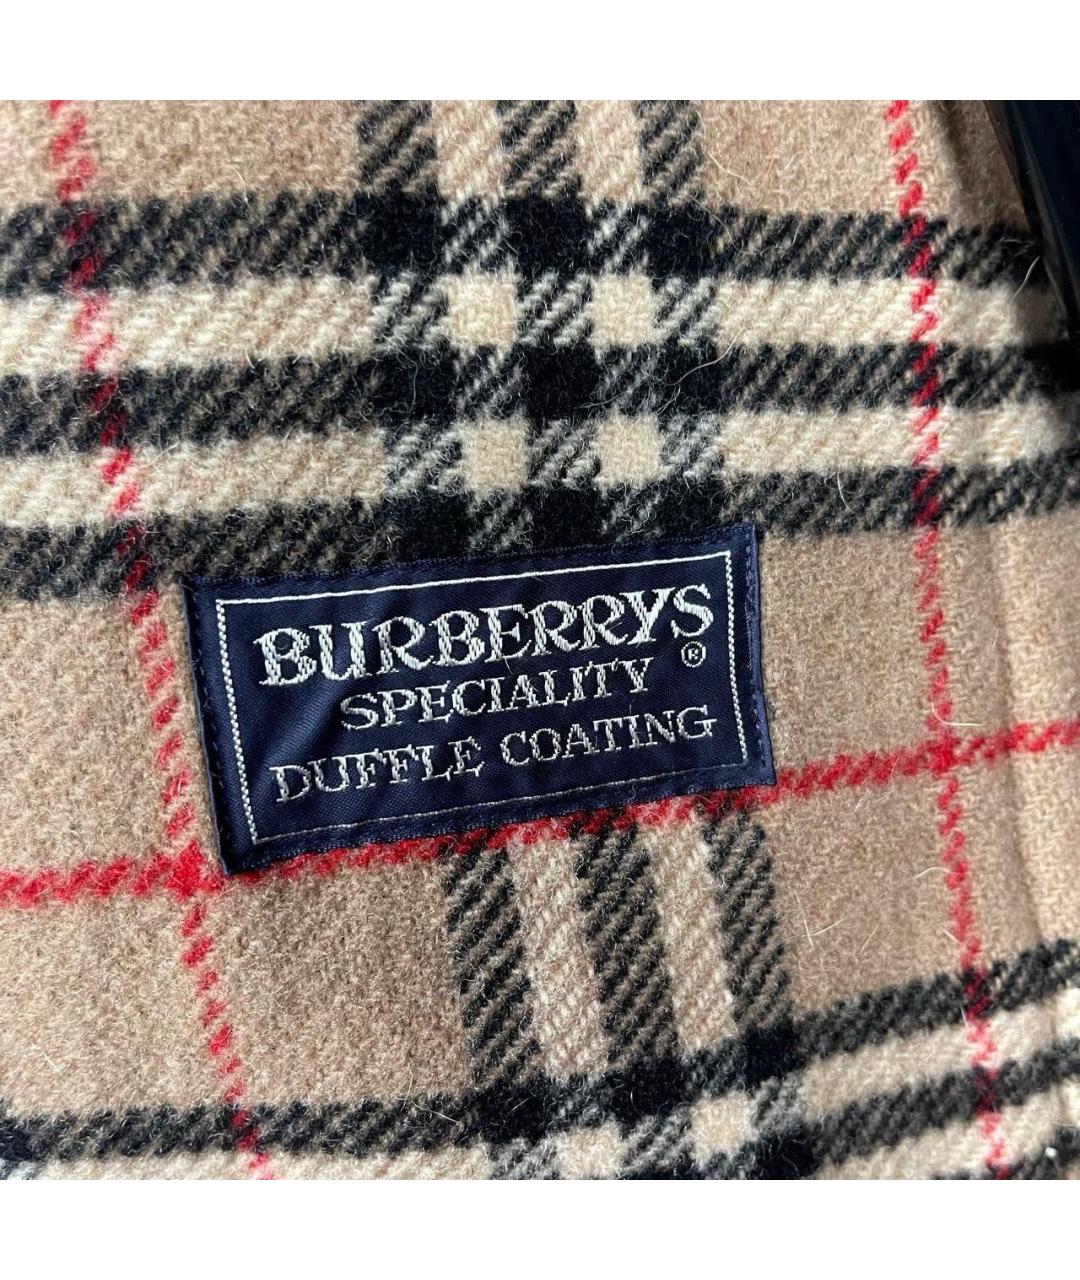 BURBERRYS
®
SPECIALITY
DUFFLE COATING